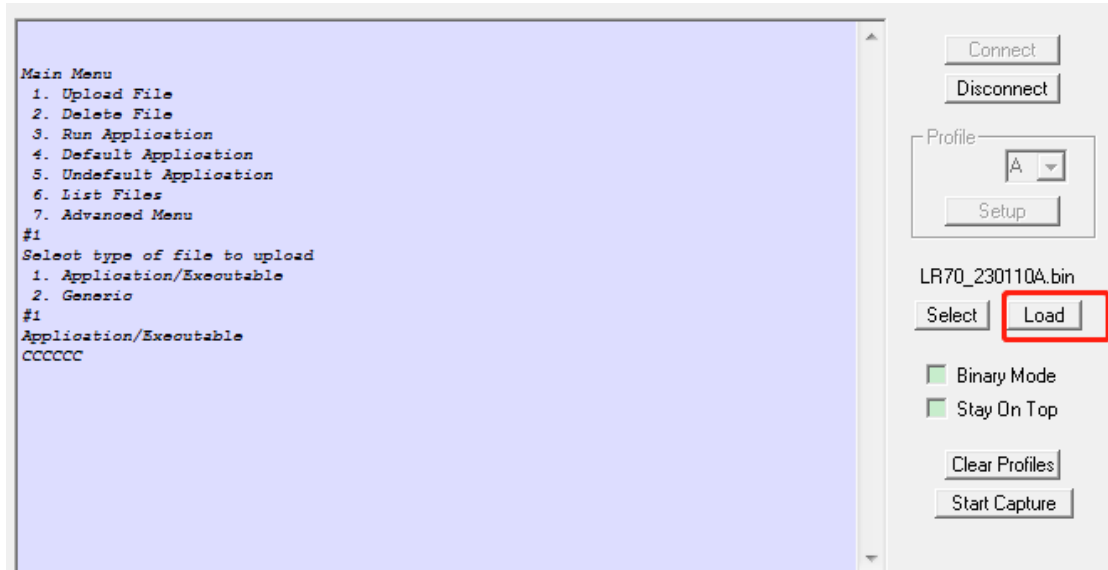 Main Menu
1. Upload File
2. Delete File
3. Run Application
4. Default Application
5. Undefault Application
6. List Files
7. Advanced Menu
#1
Select type of file to upload
1. Application/Executable
2. Generic
#1
Application/Executable
CCCCCC
Connect
Disconnect
Profile
A
Setup
LR70_230110A.bin
Select
Load
Binary Mode
Stay On Top
Clear Profiles
Start Capture